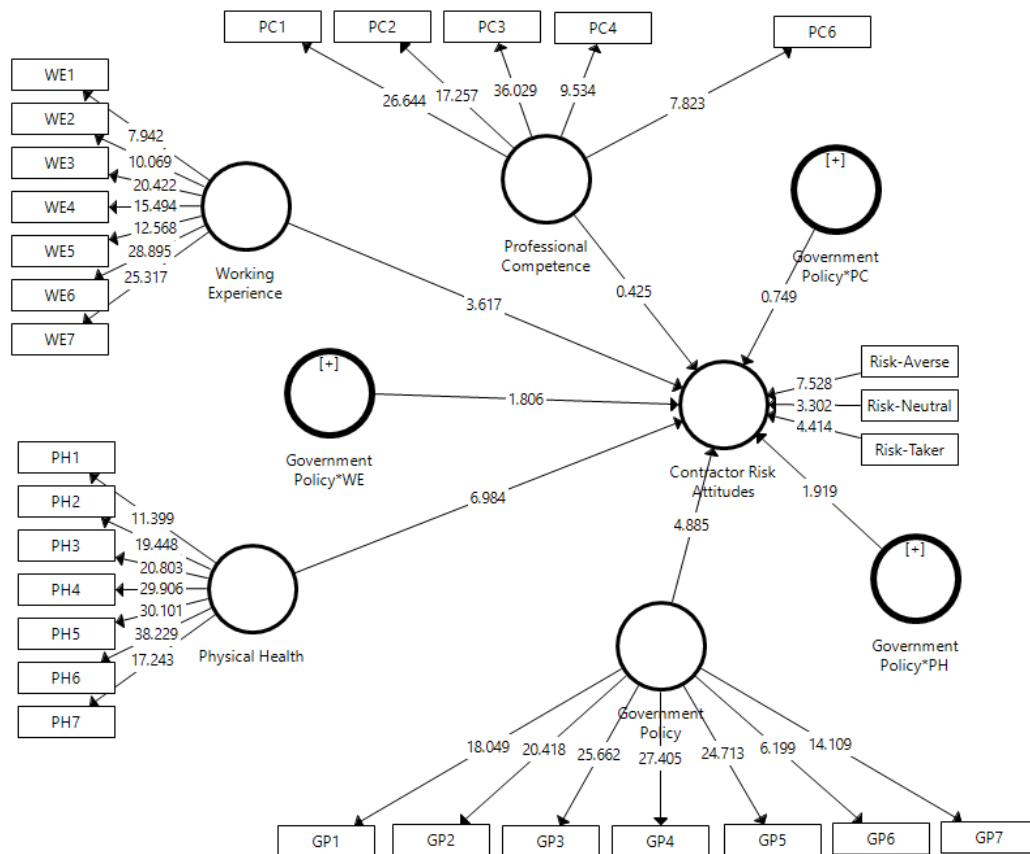 PC1
PC2
PC3
PC4
PC6
26.644
17.257
36.029
9.534
7.823
WE1
WE2
WE3
WE4
WE5
WE6
WE7
7.942
10.069
20.422
15.494
12.568
28.895
25.317
Working
Experience
Professional
Competence
[+]
Government
Policy*PC
3.617
0.425
0.749
[+]
Government
Policy*WE
1.806
Risk-Averse
Risk-Neutral
Risk-Taker
7.528
3.302
4.414
Contractor Risk
Attitudes
PH1
PH2
PH3
PH4
PH5
PH6
PH7
11.399
19.448
20.803
29.906
30.101
38.229
17.243
Physical Health
6.984
4.885
1.919
[+]
Government
Policy*PH
Government
Policy
18.049
20.418
25.662
27.405
24.713
6.199
14.109
GP1
GP2
GP3
GP4
GP5
GP6
GP7